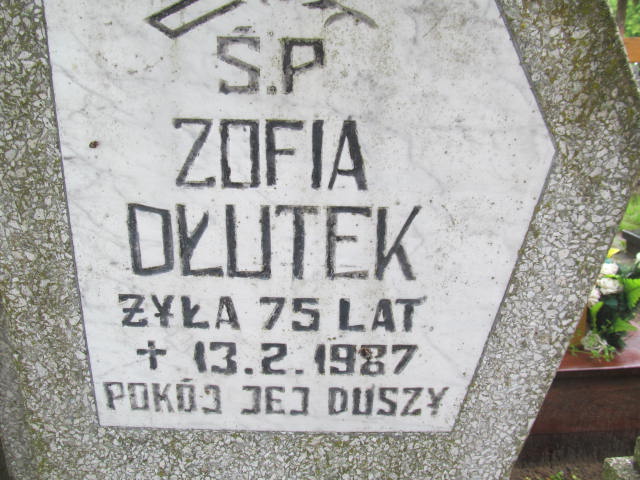 Ś.P
ZOFIA
DŁUTEK
ŻYŁA 75 LAT
+ 13.2.1987
POKÓJ JEJ DUSZY